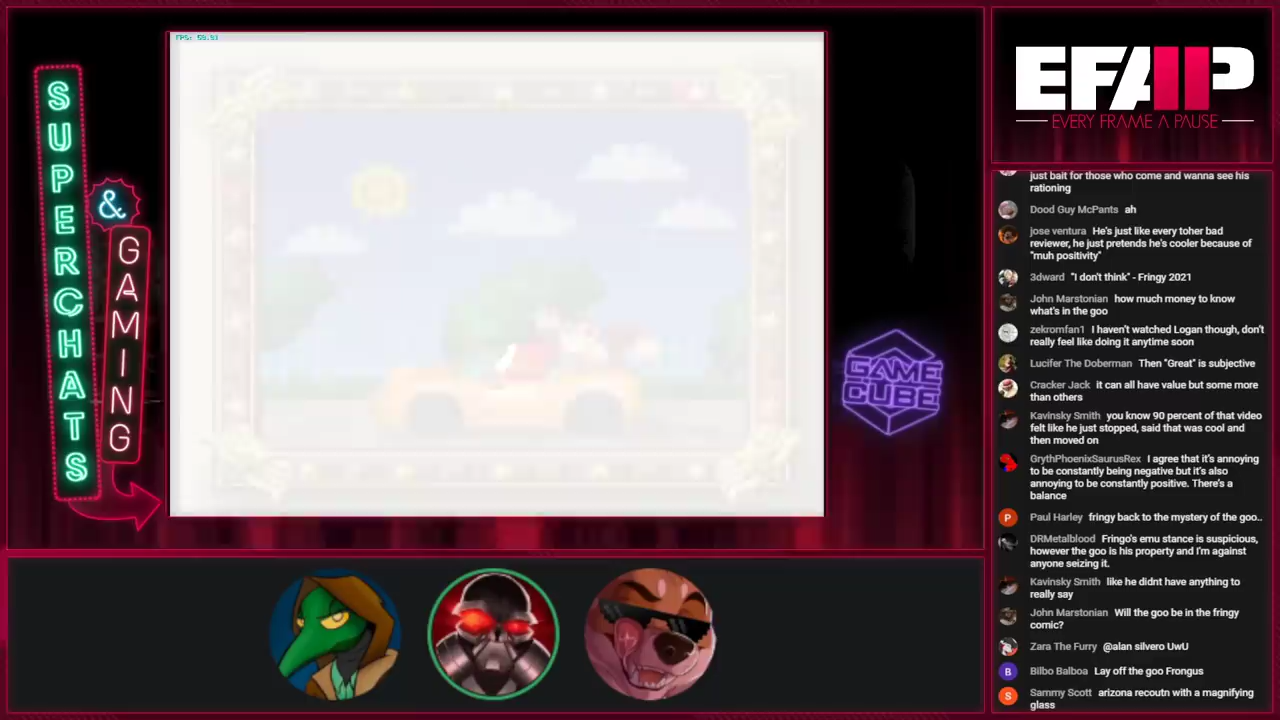 FPS: 59.91
SUPERCHATS
&
GAMING
GAME
CUBE
EFAP
EVERY FRAME A PAUSE
just bait for those who come and wanna see his
rationing
Dood Guy McPants ah
jose ventura He's just like every toher bad
reviewer, he just pretends he's cooler because of
"muh positivity"
3dward "I don't think" - Fringy 2021
John Marstonian how much money to know
what's in the goo
zekromfan1 I haven't watched Logan though, don't
really feel like doing it anytime soon
Lucifer The Doberman Then "Great" is subjective
Cracker Jack it can all have value but some more
than others
Kavinsky Smith you know 90 percent of that video
felt like he just stopped, said that was cool and
then moved on
GrythPhoenixSaurusRex I agree that it's annoying
to be constantly being negative but it's also
annoying to be constantly positive. There's a
balance
P Paul Harley fringy back to the mystery of the goo..
DRMetalblood Fringo's emu stance is suspicious,
however the goo is his property and I'm against
anyone seizing it.
Kavinsky Smith like he didnt have anything to
really say
John Marstonian Will the goo be in the fringy
comic?
Zara The Furry @alan silvero UwU
B Bilbo Balboa Lay off the goo Frongus
S Sammy Scott arizona recoutn with a magnifying
glass